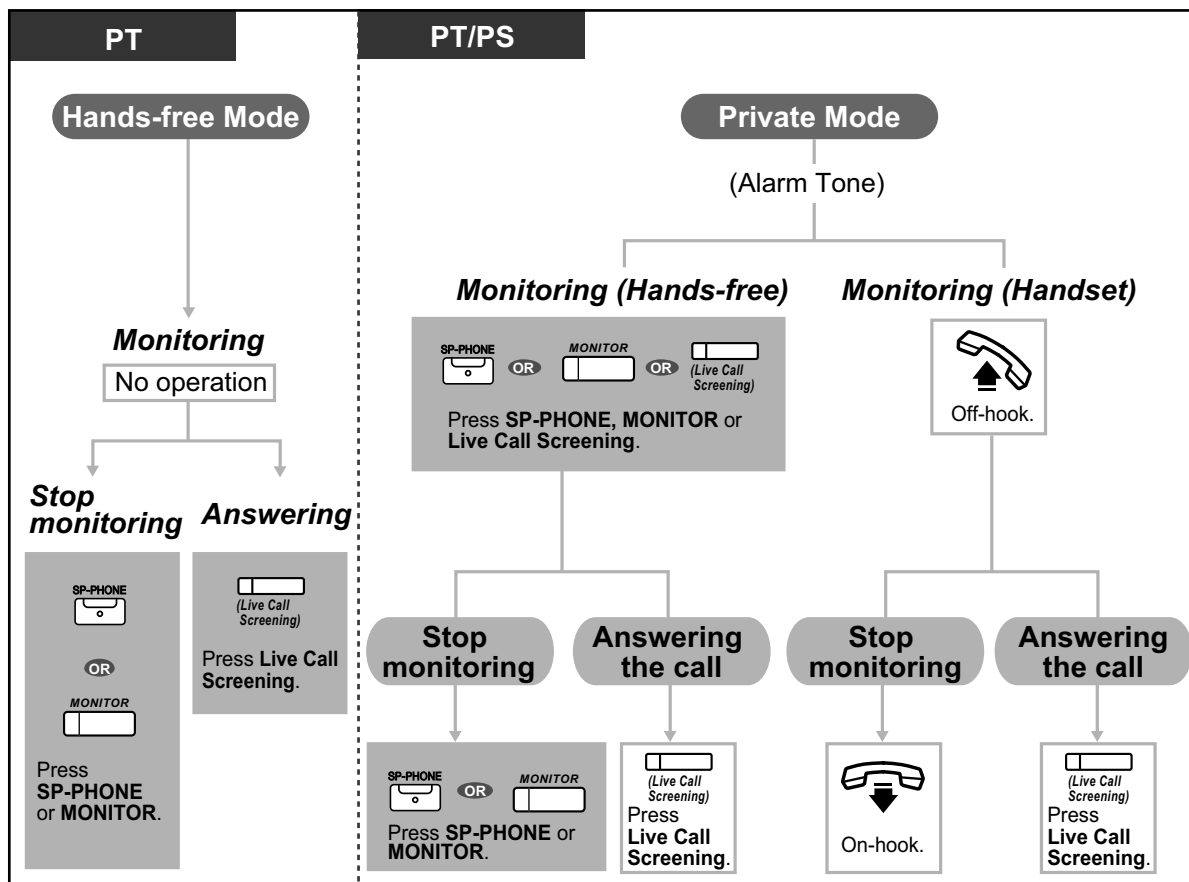 PT
Hands-free Mode
Monitoring
No operation
Stop
monitoring
SP-PHONE
OR
MONITOR
Press
SP-PHONE
or MONITOR.
Answering
(Live Call
Screening)
Press Live Call
Screening.
PT/PS
Private Mode
(Alarm Tone)
Monitoring (Hands-free)
SP-PHONE OR MONITOR OR (Live Call
Screening)
Press SP-PHONE, MONITOR or
Live Call Screening.
Stop
monitoring
SP-PHONE OR MONITOR
Press SP-PHONE or
MONITOR.
Answering
the call
(Live Call
Screening)
Press
Live Call
Screening.
Monitoring (Handset)
Off-hook.
Stop
monitoring
On-hook.
Answering
the call
(Live Call
Screening)
Press
Live Call
Screening.